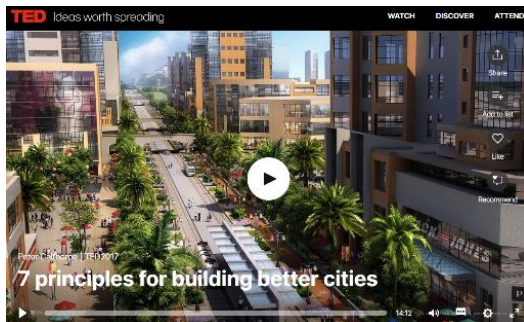 TED Ideas worth spreading WATCH DISCOVER ATTEND
Share
Add to list
Like
Recommend
Peter Calthorpe | TED2017
7 principles for building better cities
14:12